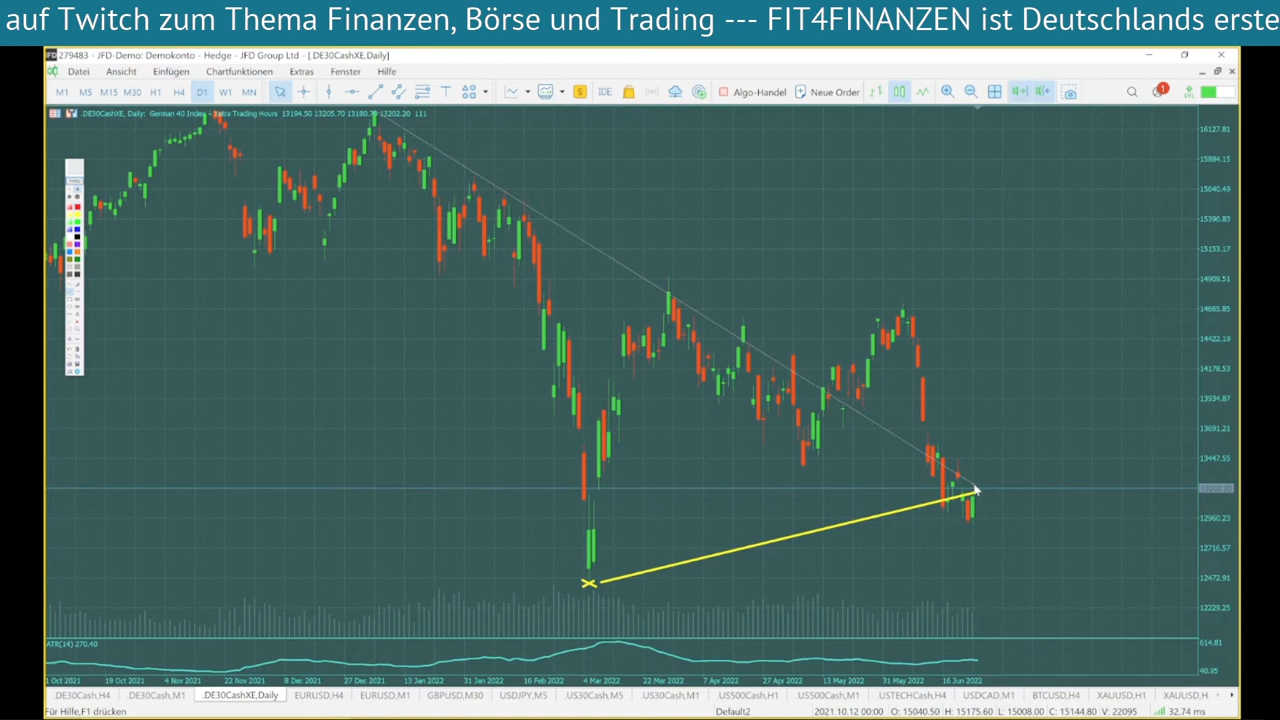 auf Twitch zum Thema Finanzen, Börse und Trading --- FIT4FINANZEN ist Deutschlands erste
279483 - JFD-Demo: Demokonto - Hedge - JFD Group Ltd - [.DE30CashXE,Daily]
Datei Ansicht Einfügen Chartfunktionen Extras Fenster Hilfe
M1 M5 M15 M30 H1 H4 D1 W1 MN T $ IDE Algo-Handel Neue Order 1
.DE30CashXE, Daily: German 40 Index - Xetra Trading Hours 13194.50 13205.70 13180.70 13202.20 111
16127.81
15884.15
15640.49
15396.83
15153.17
14909.51
14665.85
14422.19
14178.53
13934.87
13691.21
13447.55
13202.20
12960.23
12716.57
12472.91
12229.25
ATR(14) 270.40
614.81
40.95
1 Oct 2021 19 Oct 2021 4 Nov 2021 22 Nov 2021 8 Dec 2021 27 Dec 2021 13 Jan 2022 31 Jan 2022 16 Feb 2022 4 Mar 2022 22 Mar 2022 7 Apr 2022 27 Apr 2022 13 May 2022 31 May 2022 16 Jun 2022
.DE30Cash,H4 .DE30Cash,M1 .DE30CashXE,Daily EURUSD,H4 EURUSD,M1 GBPUSD,M30 USDJPY,M5 .US30Cash,M5 .US30Cash,M1 .US500Cash,H1 .US500Cash,M1 .USTECHCash,H4 USDCAD,M1 BTCUSD,H4 XAUUSD,H1 XAUUSD,H
Für Hilfe,F1 drücken Default2 2021.10.12 00:00 O: 15040.50 H: 15175.60 L: 15008.00 C: 15144.80 V: 22095 32.74 ms